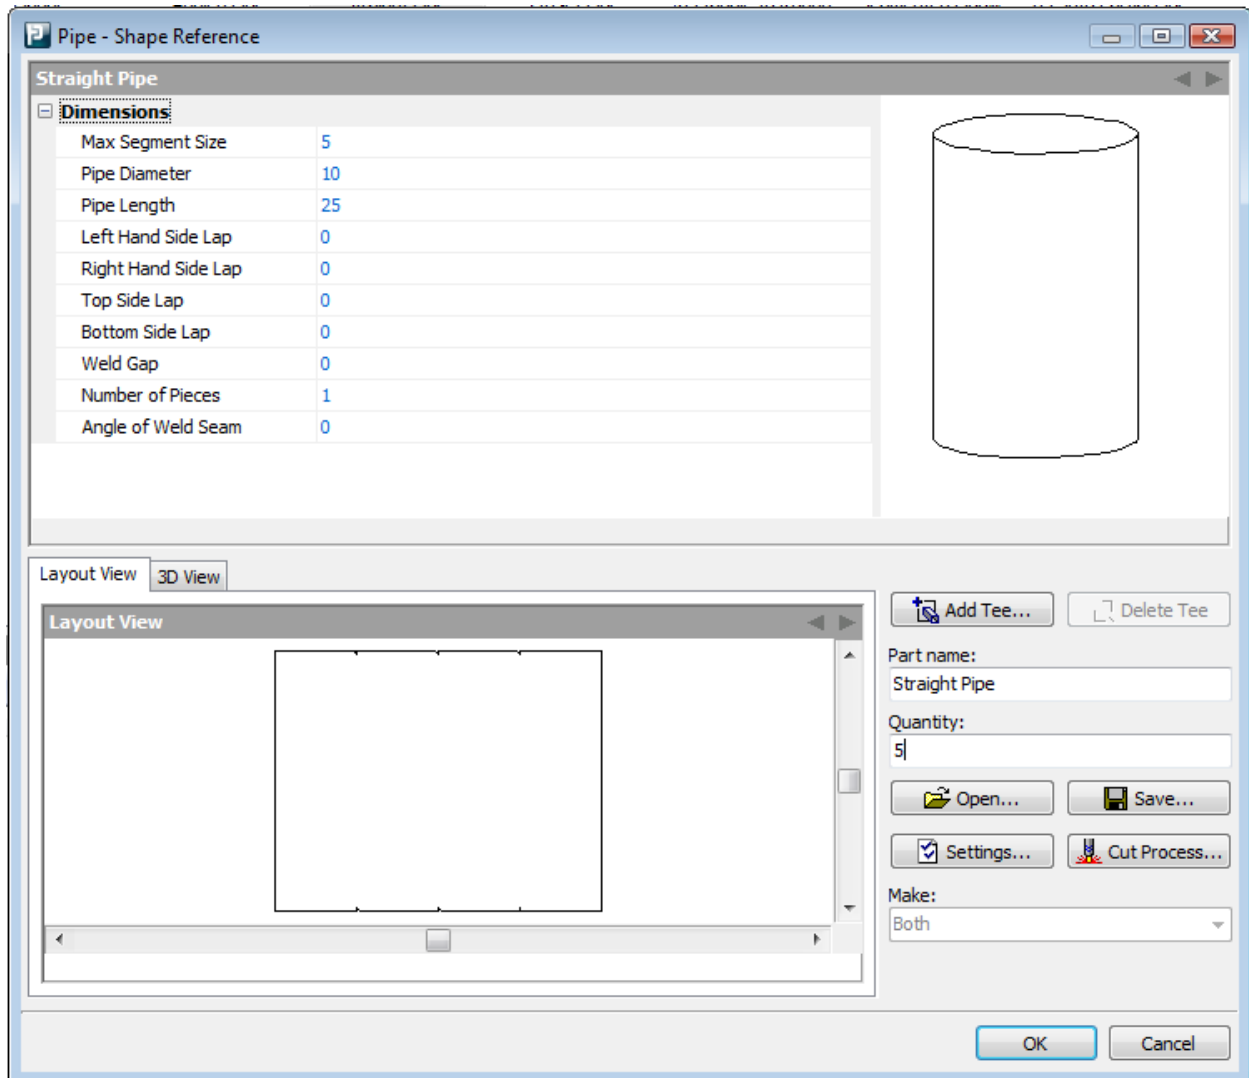 Pipe - Shape Reference
Straight Pipe
Dimensions
Max Segment Size 5
Pipe Diameter 10
Pipe Length 25
Left Hand Side Lap 0
Right Hand Side Lap 0
Top Side Lap 0
Bottom Side Lap 0
Weld Gap 0
Number of Pieces 1
Angle of Weld Seam 0
Layout View 3D View
Layout View
Add Tee... Delete Tee
Part name:
Straight Pipe
Quantity:
5
Open... Save...
Settings... Cut Process...
Make:
Both
OK Cancel